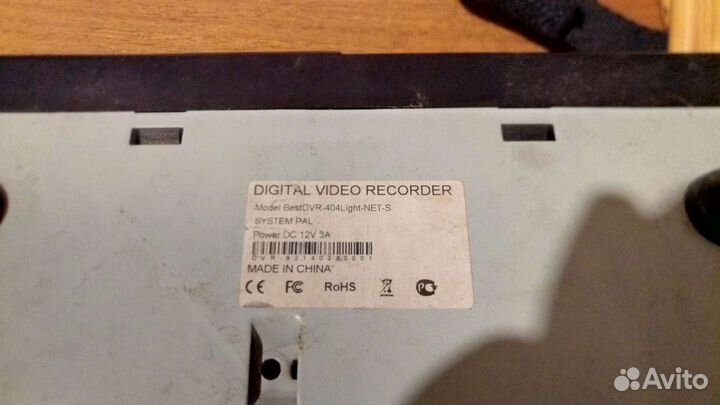 DIGITAL VIDEO RECORDER
Model BestDVR-404Light-NET-S
SYSTEM PAL
Power DC 12V 3A
MADE IN CHINA
CE FC RoHS PC
Avito